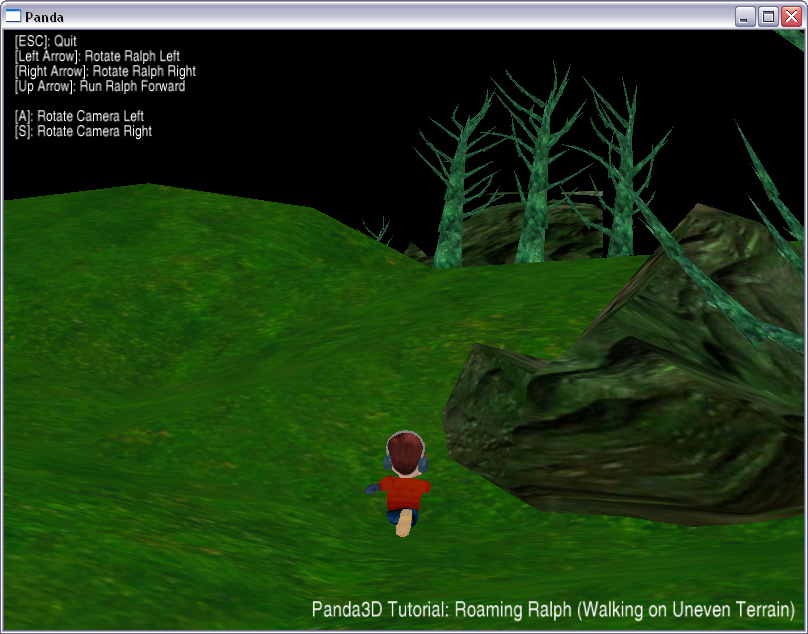 Panda
[ESC]: Quit
[Left Arrow]: Rotate Ralph Left
[Right Arrow]: Rotate Ralph Right
[Up Arrow]: Run Ralph Forward
[A]: Rotate Camera Left
[S]: Rotate Camera Right
Panda3D Tutorial: Roaming Ralph (Walking on Uneven Terrain)